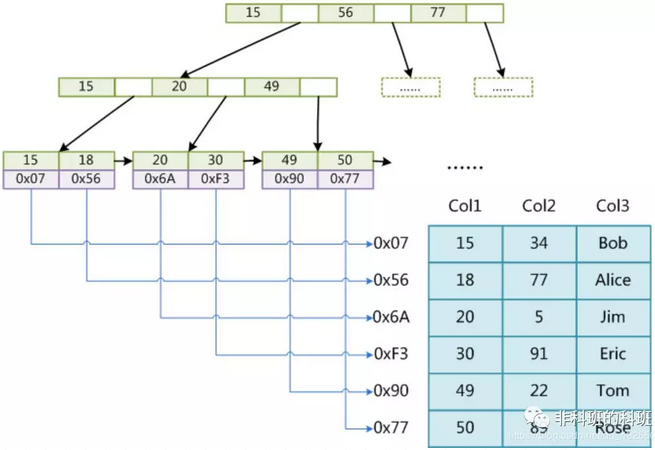 15 56 77
15 20 49
...... ......
15 18 20 30 49 50
0x07 0x56 0x6A 0xF3 0x90 0x77
......
Col1 Col2 Col3
0x07 15 34 Bob
0x56 18 77 Alice
0x6A 20 5 Jim
0xF3 30 91 Eric
0x90 49 22 Tom
0x77 50 89 Rose
非科班的科班